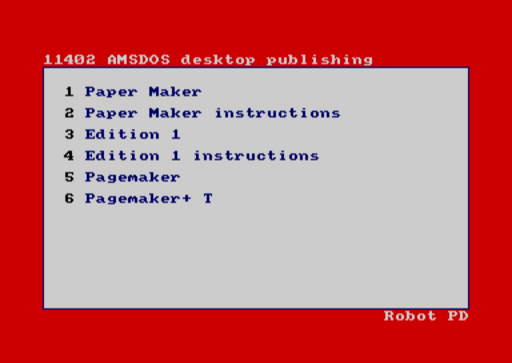 11402 AMSDOS desktop publishing
1 Paper Maker
2 Paper Maker instructions
3 Edition 1
4 Edition 1 instructions
5 Pagemaker
6 Pagemaker+ T
Robot PD